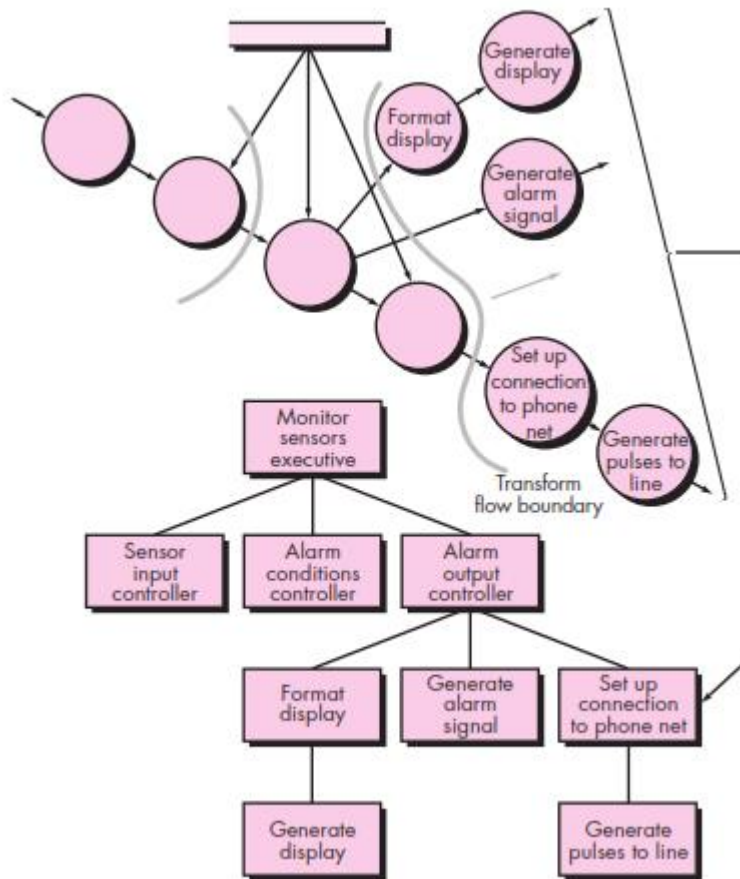 Generate
display
Format
display
Generate
alarm
signal
Set up
connection
to phone
net
Generate
pulses to
line
Transform
flow boundary
Monitor
sensors
executive
Sensor
input
controller
Alarm
conditions
controller
Alarm
output
controller
Format
display
Generate
alarm
signal
Set up
connection
to phone net
Generate
display
Generate
pulses to line